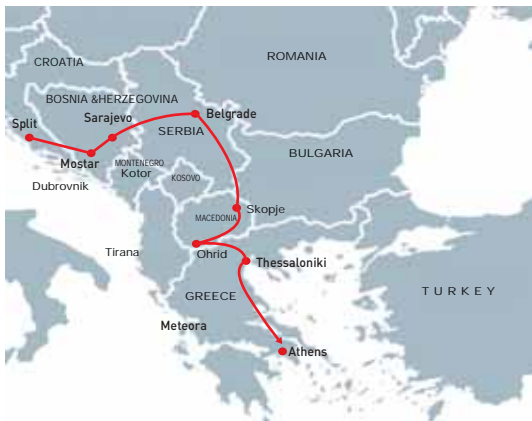 ROMANIA
CROATIA
BOSNIA &HERZEGOVINA
Belgrade
Sarajevo
Split
SERBIA
BULGARIA
Mostar
MONTENEGRO
Kotor
KOSOVO
Dubrovnik
Skopje
MACEDONIA
Tirana
Ohrid
Thessaloniki
TURKEY
GREECE
Meteora
Athens